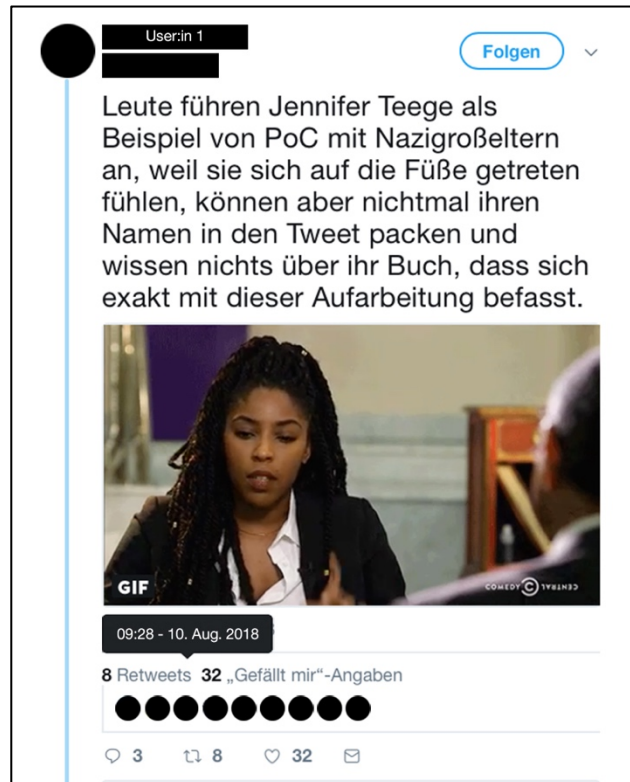 User:in 1
Folgen
Leute führen Jennifer Teege als
Beispiel von PoC mit Nazigroßeltern
an, weil sie sich auf die Füße getreten
fühlen, können aber nichtmal ihren
Namen in den Tweet packen und
wissen nichts über ihr Buch, dass sich
exakt mit dieser Aufarbeitung befasst.
GIF
COMEDY CENTRAL
09:28 - 10. Aug. 2018
8 Retweets 32 „Gefällt mir“-Angaben
3 8 32